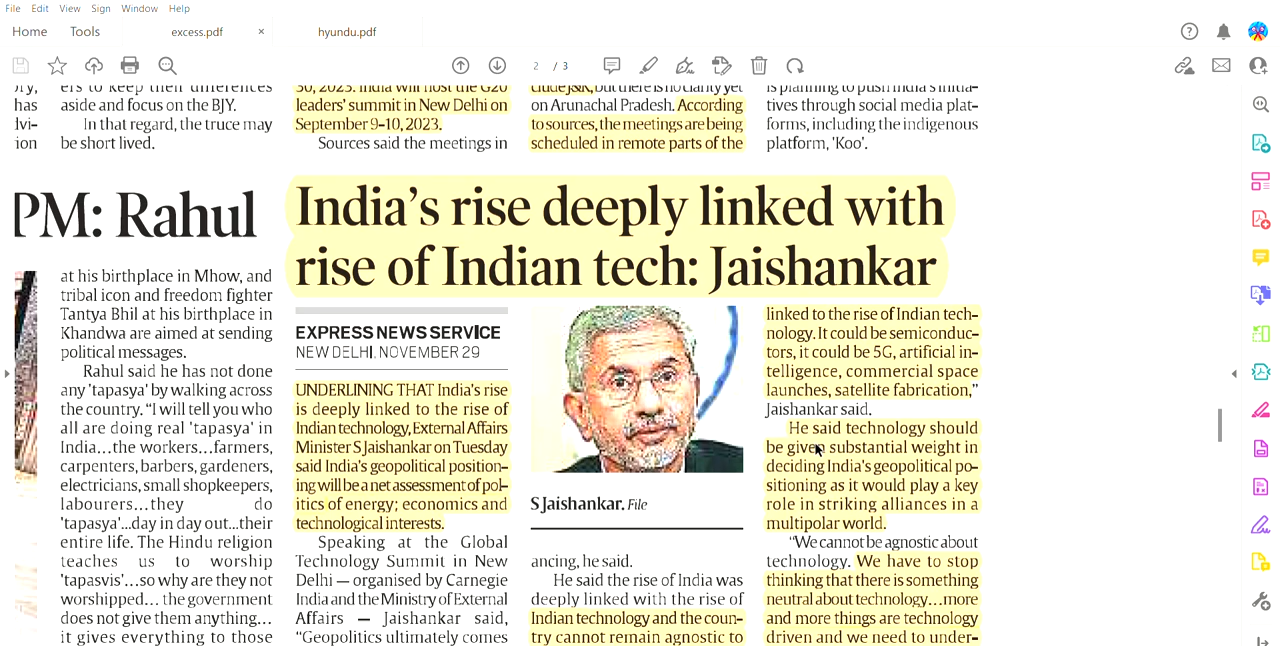 File Edit View Sign Window Help
Home Tools excess.pdf × hyundu.pdf
2 / 3
has
lvi-
ion
ers to keep their differences
aside and focus on the BJY.
In that regard, the truce may
be short lived.
30, 2023. India will host the G20
leaders' summit in New Delhi on
September 9-10, 2023.
Sources said the meetings in
clude J&K, but there is no clarity yet
on Arunachal Pradesh. According
to sources, the meetings are being
scheduled in remote parts of the
is planning to push India's initia-
tives through social media plat-
forms, including the indigenous
platform, 'Koo'.
PM: Rahul
at his birthplace in Mhow, and
tribal icon and freedom fighter
Tantya Bhil at his birthplace in
Khandwa are aimed at sending
political messages.
Rahul said he has not done
any 'tapasya' by walking across
the country. “I will tell you who
all are doing real 'tapasya' in
India...the workers...farmers,
carpenters, barbers, gardeners,
electricians, small shopkeepers,
labourers...they do
'tapasya'...day in day out...their
entire life. The Hindu religion
teaches us to worship
'tapasvis'...so why are they not
worshipped... the government
does not give them anything...
it gives everything to those
India's rise deeply linked with
rise of Indian tech: Jaishankar
EXPRESS NEWS SERVICE
NEW DELHI, NOVEMBER 29
UNDERLINING THAT India's rise
is deeply linked to the rise of
Indian technology, External Affairs
Minister S Jaishankar on Tuesday
said India's geopolitical position-
ing will be a net assessment of pol-
itics of energy; economics and
technological interests.
Speaking at the Global
Technology Summit in New
Delhi — organised by Carnegie
India and the Ministry of External
Affairs — Jaishankar said,
“Geopolitics ultimately comes
S Jaishankar. File
ancing, he said.
He said the rise of India was
deeply linked with the rise of
Indian technology and the coun-
try cannot remain agnostic to
linked to the rise of Indian tech-
nology. It could be semiconduc-
tors, it could be 5G, artificial in-
telligence, commercial space
launches, satellite fabrication,”
Jaishankar said.
He said technology should
be given substantial weight in
deciding India's geopolitical po-
sitioning as it would play a key
role in striking alliances in a
multipolar world.
“We cannot be agnostic about
technology. We have to stop
thinking that there is something
neutral about technology...more
and more things are technology
driven and we need to under-